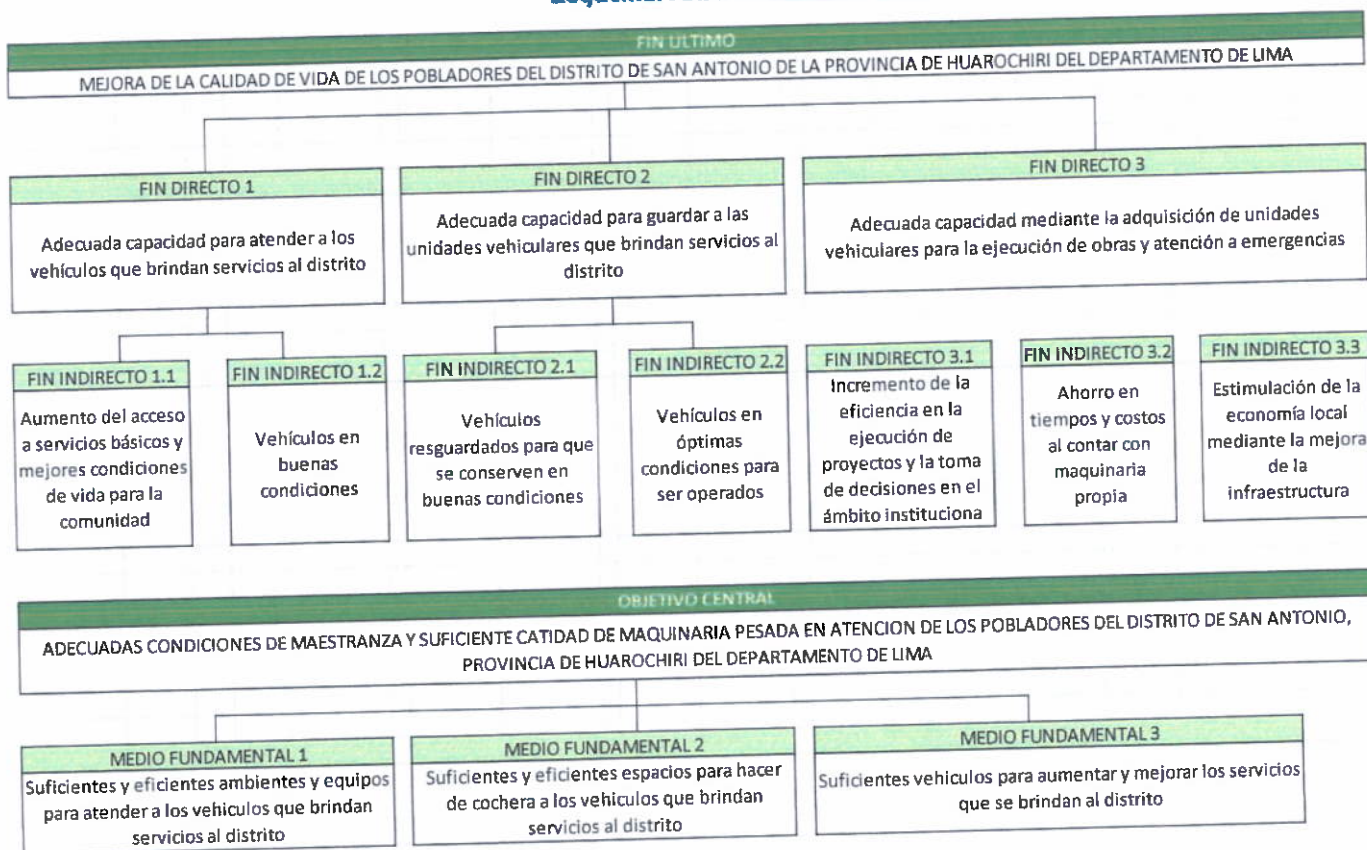 FIN ULTIMO
MEJORA DE LA CALIDAD DE VIDA DE LOS POBLADORES DEL DISTRITO DE SAN ANTONIO DE LA PROVINCIA DE HUAROCHIRI DEL DEPARTAMENTO DE LIMA
FIN DIRECTO 1
Adecuada capacidad para atender a los
vehículos que brindan servicios al distrito
FIN DIRECTO 2
Adecuada capacidad para guardar a las
unidades vehiculares que brindan servicios al
distrito
FIN DIRECTO 3
Adecuada capacidad mediante la adquisición de unidades
vehiculares para la ejecución de obras y atención a emergencias
FIN INDIRECTO 1.1
Aumento del acceso
a servicios básicos y
mejores condiciones
de vida para la
comunidad
FIN INDIRECTO 1.2
Vehículos en
buenas
condiciones
FIN INDIRECTO 2.1
Vehículos
resguardados para que
se conserven en
buenas condiciones
FIN INDIRECTO 2.2
Vehículos en
óptimas
condiciones para
ser operados
FIN INDIRECTO 3.1
Incremento de la
eficiencia en la
ejecución de
proyectos y la toma
de decisiones en el
ámbito instituciona
FIN INDIRECTO 3.2
Ahorro en
tiempos y costos
al contar con
maquinaria
propia
FIN INDIRECTO 3.3
Estimulación de la
economía local
mediante la mejora
de la
infraestructura
OBJETIVO CENTRAL
ADECUADAS CONDICIONES DE MAESTRANZA Y SUFICIENTE CATIDAD DE MAQUINARIA PESADA EN ATENCION DE LOS POBLADORES DEL DISTRITO DE SAN ANTONIO,
PROVINCIA DE HUAROCHIRI DEL DEPARTAMENTO DE LIMA
MEDIO FUNDAMENTAL 1
Suficientes y eficientes ambientes y equipos
para atender a los vehiculos que brindan
servicios al distrito
MEDIO FUNDAMENTAL 2
Suficientes y eficientes espacios para hacer
de cochera a los vehiculos que brindan
servicios al distrito
MEDIO FUNDAMENTAL 3
Suficientes vehiculos para aumentar y mejorar los servicios
que se brindan al distrito